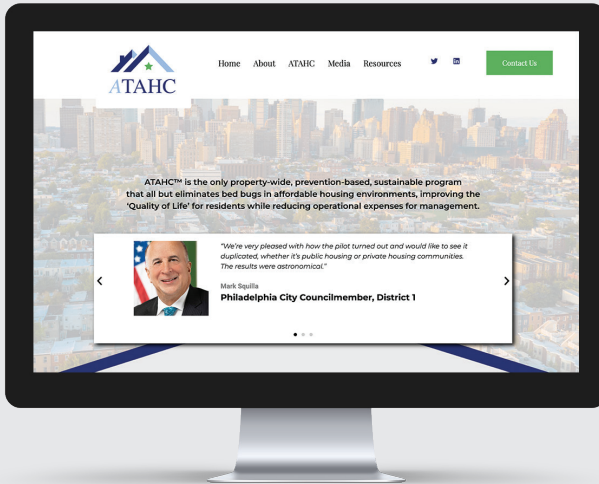 ATAHC
Home About ATAHC Media Resources
Contact Us
ATAHC™ is the only property-wide, prevention-based, sustainable program
that all but eliminates bed bugs in affordable housing environments, improving the
‘Quality of Life’ for residents while reducing operational expenses for management.
"We're very pleased with how the pilot turned out and would like to see it
duplicated, whether it's public housing or private housing communities.
The results were astronomical."
Mark Squilla
Philadelphia City Councilmember, District 1